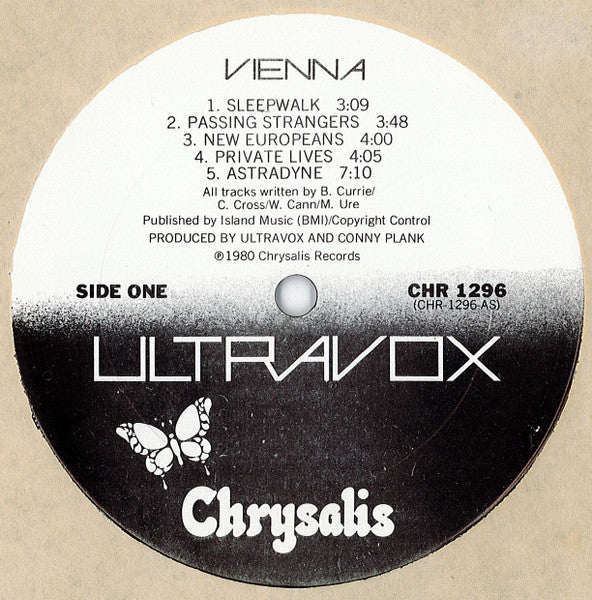 VIENNA
1. SLEEPWALK 3:09
2. PASSING STRANGERS 3:48
3. NEW EUROPEANS 4:00
4. PRIVATE LIVES 4:05
5. ASTRADYNE 7:10
All tracks written by B. Currie/
C. Cross/W. Cann/M. Ure
Published by Island Music (BMI)/Copyright Control
PRODUCED BY ULTRAVOX AND CONNY PLANK
℗1980 Chrysalis Records
SIDE ONE
CHR 1296
(CHR-1296-AS)
ULTRAVOX
Chrysalis